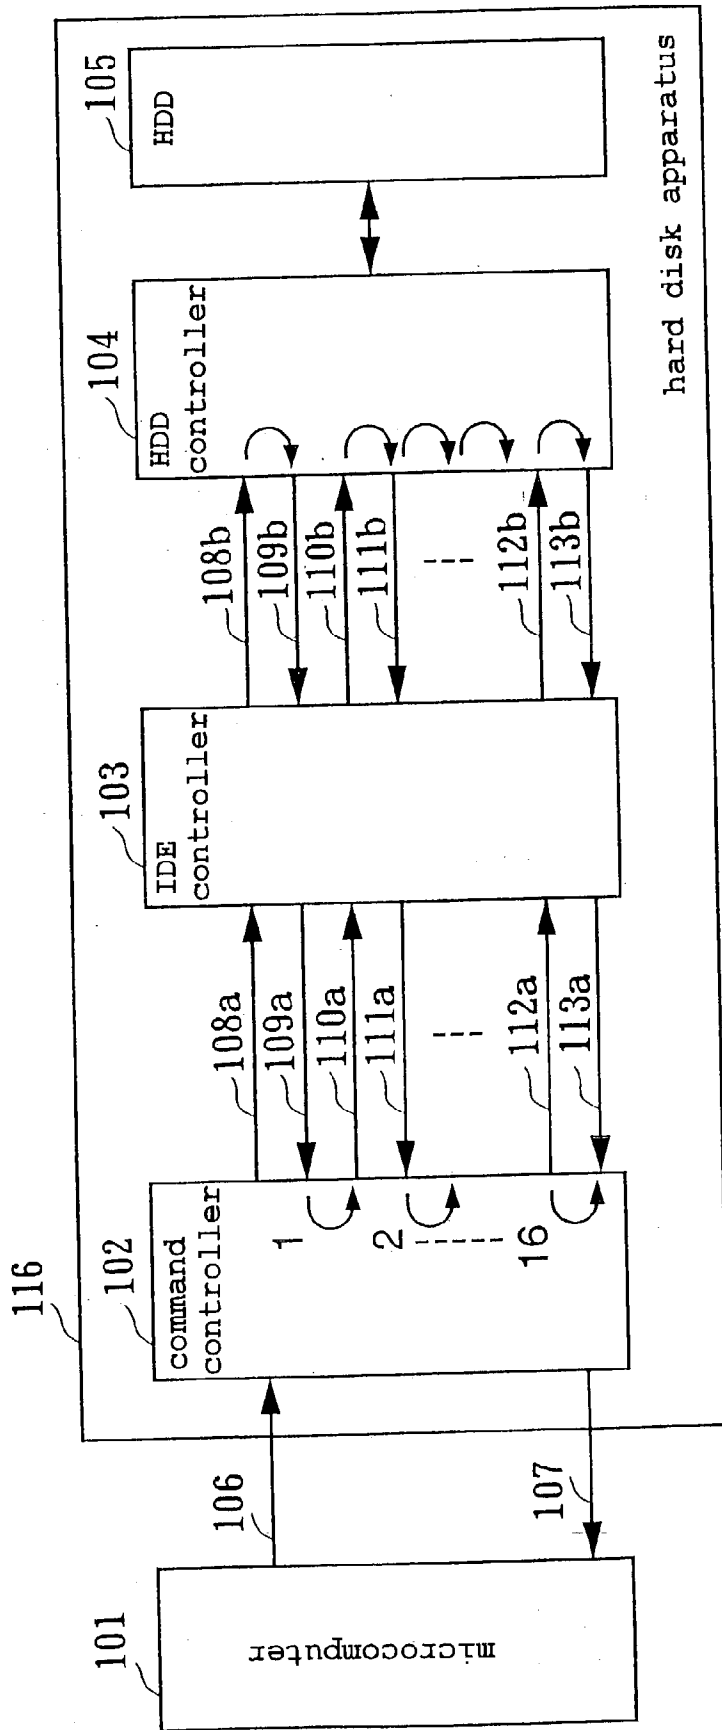 116
101
microcomputer
106
107
102
command
controller
1
2
16
108a
109a
110a
111a
112a
113a
103
IDE
controller
108b
109b
110b
111b
112b
113b
104
HDD
controller
105
HDD
hard disk apparatus